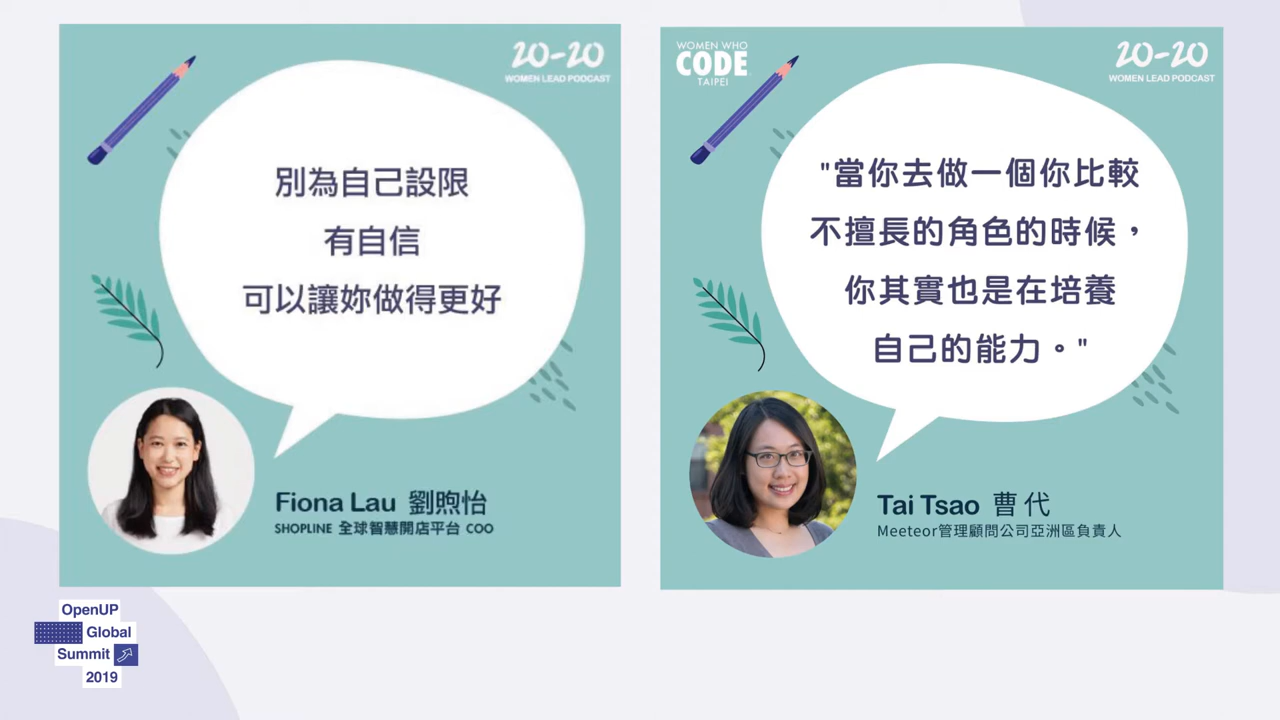 20-20
WOMEN LEAD PODCAST
別為自己設限
有自信
可以讓妳做得更好
Fiona Lau 劉煦怡
SHOPLINE 全球智慧開店平台 COO
WOMEN WHO
CODE
TAIPEI
20-20
WOMEN LEAD PODCAST
"當你去做一個你比較
不擅長的角色的時候，
你其實也是在培養
自己的能力。"
Tai Tsao 曹代
Meeteor管理顧問公司亞洲區負責人
OpenUP
Global
Summit
2019